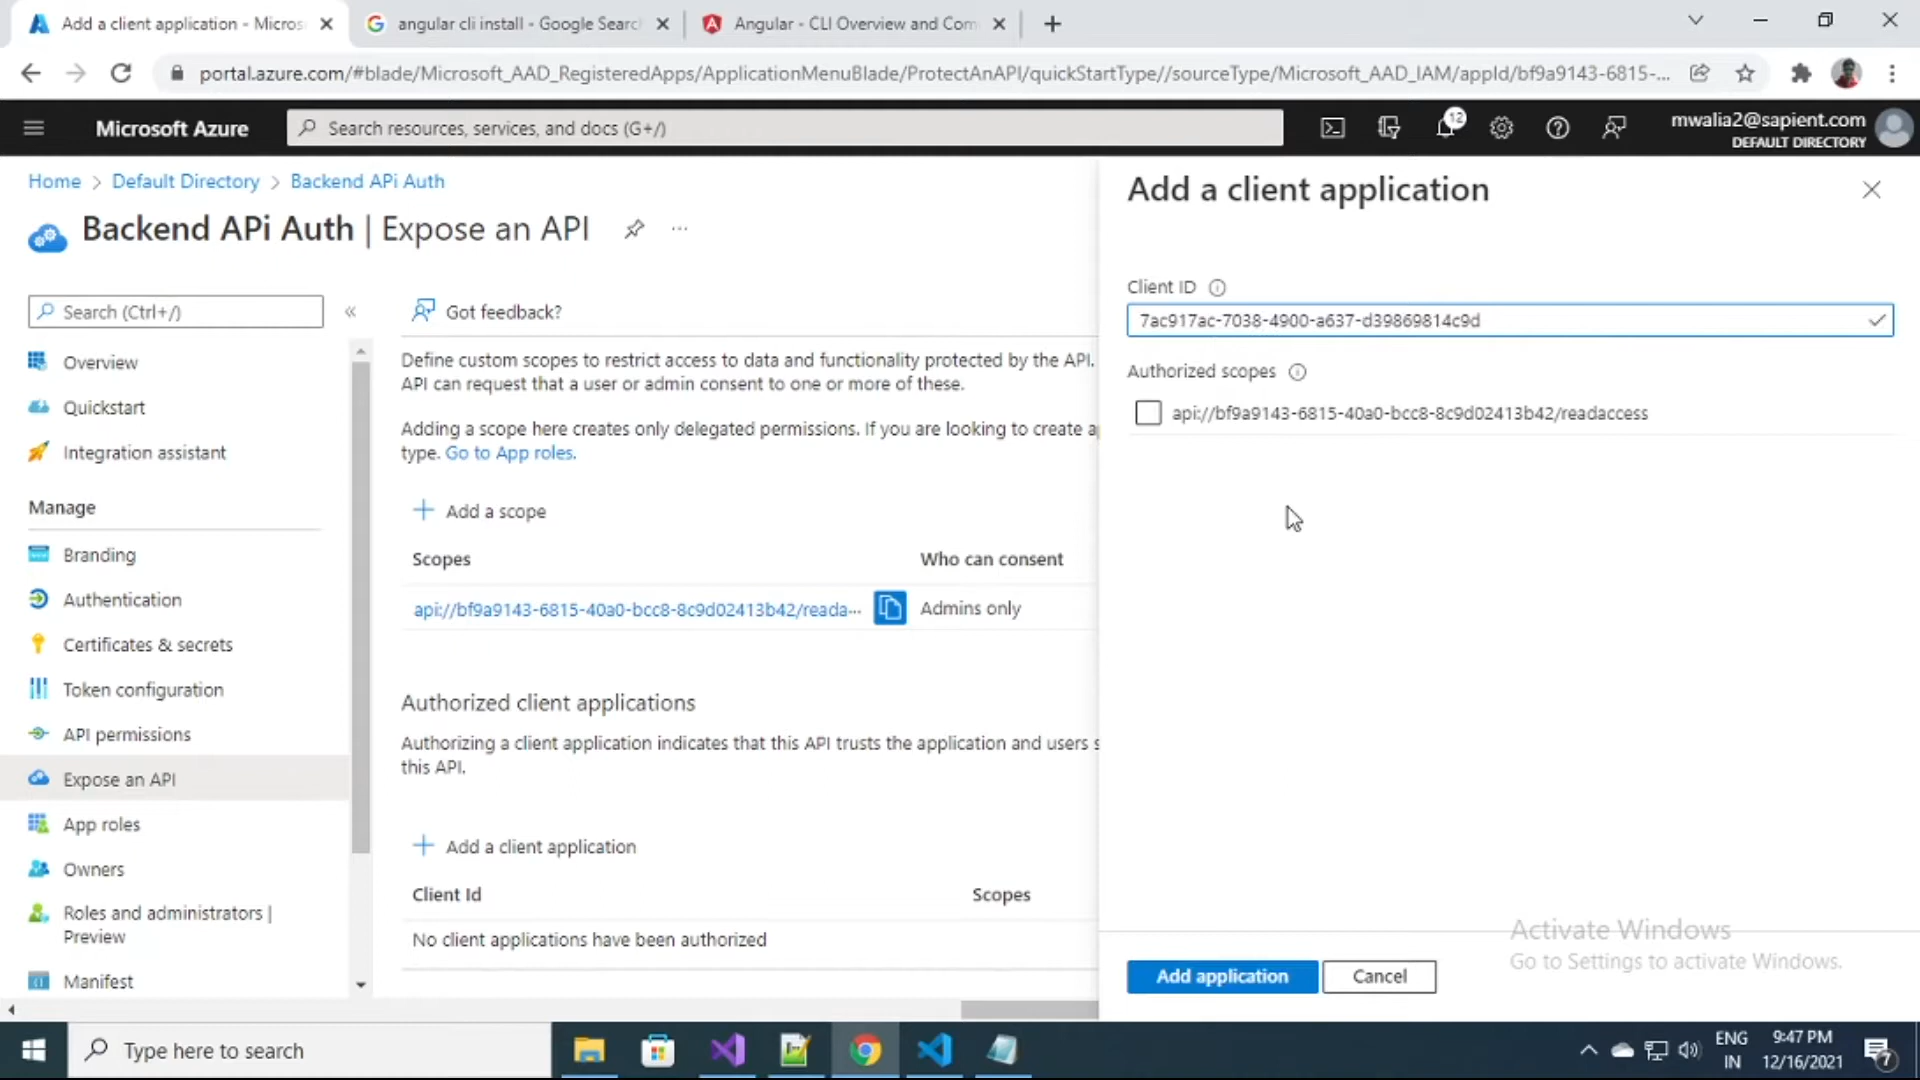 Add a client application - Micros
angular cli install - Google Searc
Angular - CLI Overview and Com
portal.azure.com/#blade/Microsoft_AAD_RegisteredApps/ApplicationMenuBlade/ProtectAnAPI/quickStartType//sourceType/Microsoft_AAD_IAM/appId/bf9a9143-6815-...
Microsoft Azure
Search resources, services, and docs (G+/)
12
mwalia2@sapient.com
DEFAULT DIRECTORY
Home > Default Directory > Backend APi Auth
Backend APi Auth | Expose an API
...
Search (Ctrl+/)
«
Overview
Quickstart
Integration assistant
Manage
Branding
Authentication
Certificates & secrets
Token configuration
API permissions
Expose an API
App roles
Owners
Roles and administrators |
Preview
Manifest
Got feedback?
Define custom scopes to restrict access to data and functionality protected by the API.
API can request that a user or admin consent to one or more of these.
Adding a scope here creates only delegated permissions. If you are looking to create a
type. Go to App roles.
Add a scope
Scopes
Who can consent
api://bf9a9143-6815-40a0-bcc8-8c9d02413b42/reada...
Admins only
Authorized client applications
Authorizing a client application indicates that this API trusts the application and users s
this API.
Add a client application
Client Id
Scopes
No client applications have been authorized
Add a client application
Client ID
7ac917ac-7038-4900-a637-d39869814c9d
Authorized scopes
api://bf9a9143-6815-40a0-bcc8-8c9d02413b42/readaccess
Activate Windows
Go to Settings to activate Windows.
Add application
Cancel
Type here to search
ENG
IN
9:47 PM
12/16/2021
7